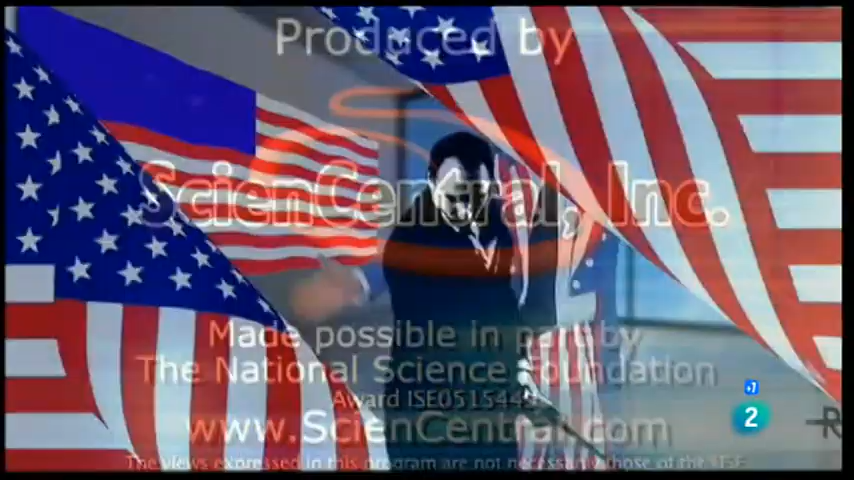 Produced by
ScienCentral, Inc.
Made possible in part by
The National Science Foundation
Award ISE0515449
www.ScienCentral.com
The views expressed in this program are not necessarily those of the NSF
+7
2
R